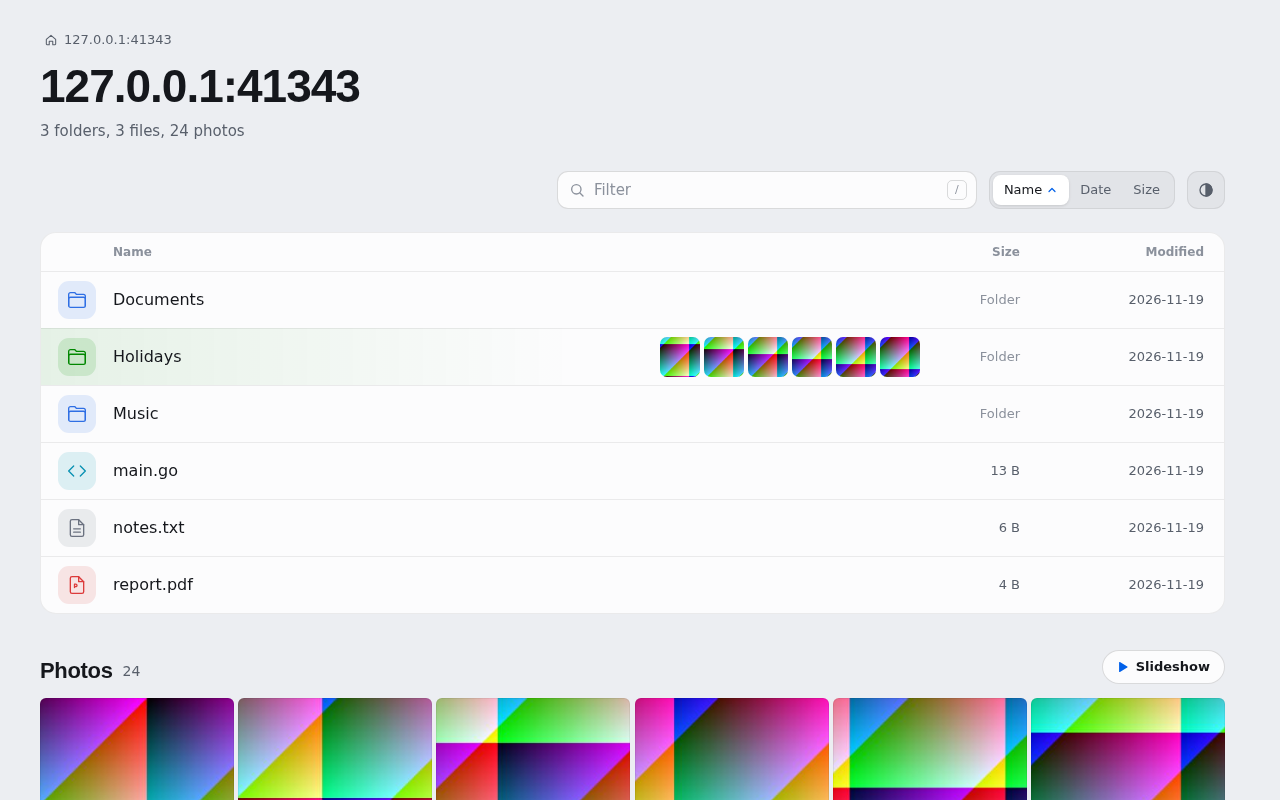 127.0.0.1:41343
127.0.0.1:41343
3 folders, 3 files, 24 photos
Filter /
Name Date Size
Name Size Modified
Documents Folder 2026-11-19
Holidays Folder 2026-11-19
Music Folder 2026-11-19
main.go 13 B 2026-11-19
notes.txt 6 B 2026-11-19
report.pdf 4 B 2026-11-19
Photos 24 Slideshow